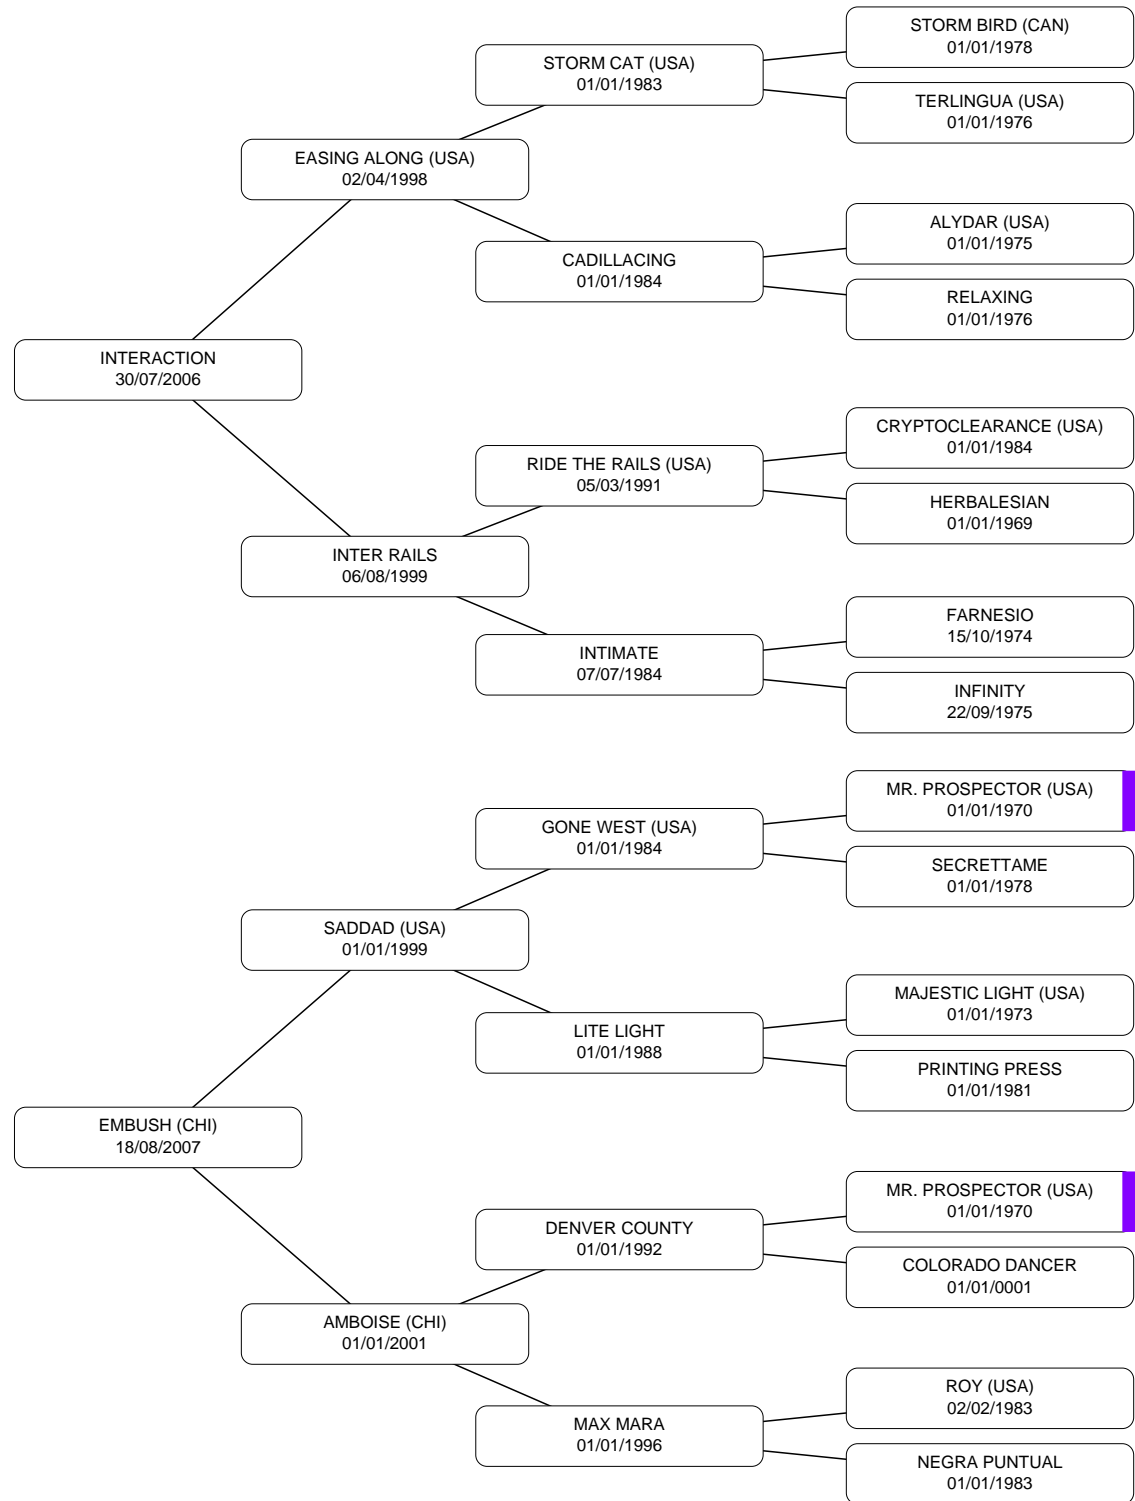 STORM BIRD (CAN)
01/01/1978
STORM CAT (USA)
01/01/1983
TERLINGUA (USA)
01/01/1976
EASING ALONG (USA)
02/04/1998
ALYDAR (USA)
01/01/1975
CADILLACING
01/01/1984
RELAXING
01/01/1976
INTERACTION
30/07/2006
CRYPTOCLEARANCE (USA)
01/01/1984
RIDE THE RAILS (USA)
05/03/1991
HERBALESIAN
01/01/1969
INTER RAILS
06/08/1999
FARNESIO
15/10/1974
INTIMATE
07/07/1984
INFINITY
22/09/1975
MR. PROSPECTOR (USA)
01/01/1970
GONE WEST (USA)
01/01/1984
SECRETTAME
01/01/1978
SADDAD (USA)
01/01/1999
MAJESTIC LIGHT (USA)
01/01/1973
LITE LIGHT
01/01/1988
PRINTING PRESS
01/01/1981
EMBUSH (CHI)
18/08/2007
MR. PROSPECTOR (USA)
01/01/1970
DENVER COUNTY
01/01/1992
COLORADO DANCER
01/01/0001
AMBOISE (CHI)
01/01/2001
ROY (USA)
02/02/1983
MAX MARA
01/01/1996
NEGRA PUNTUAL
01/01/1983